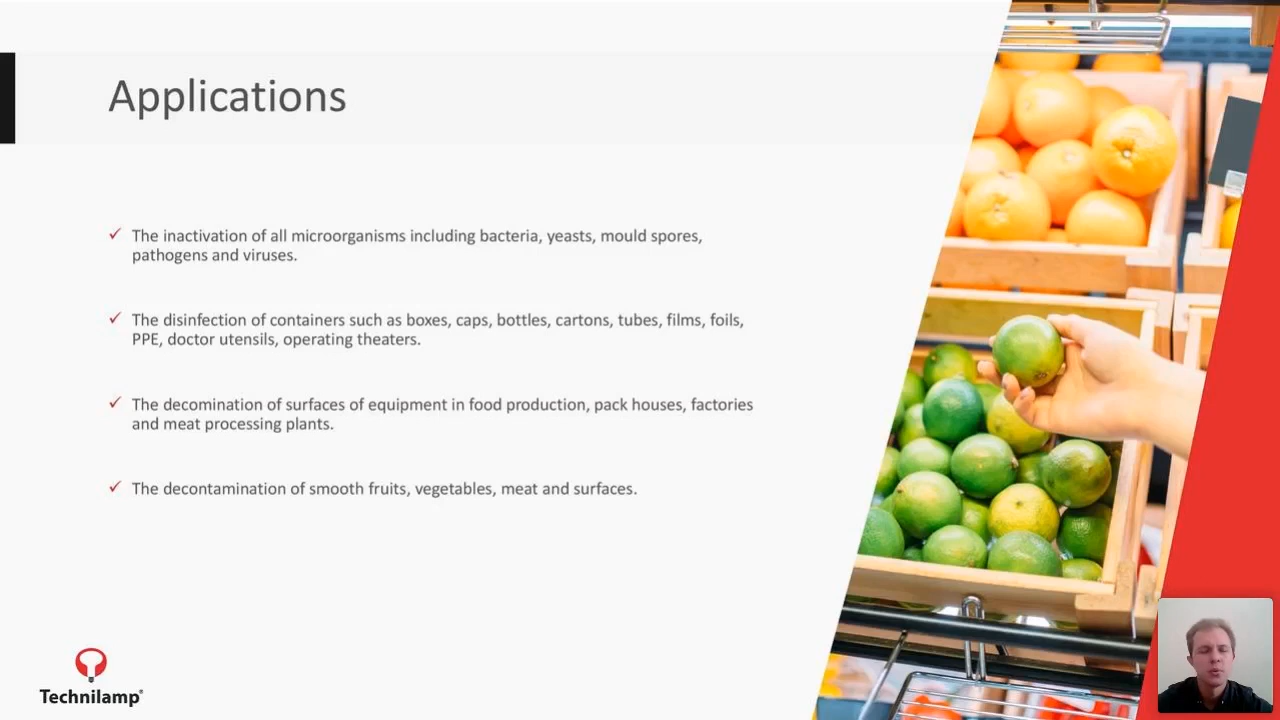 Applications
✓ The inactivation of all microorganisms including bacteria, yeasts, mould spores,
pathogens and viruses.
✓ The disinfection of containers such as boxes, caps, bottles, cartons, tubes, films, foils,
PPE, doctor utensils, operating theaters.
✓ The decomination of surfaces of equipment in food production, pack houses, factories
and meat processing plants.
✓ The decontamination of smooth fruits, vegetables, meat and surfaces.
Technilamp®